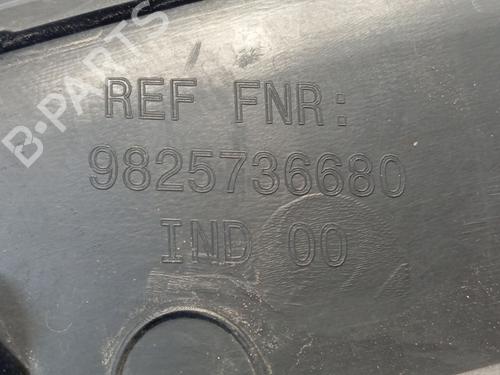 B-PARTS
REF FNR:
9825736680
IND 00